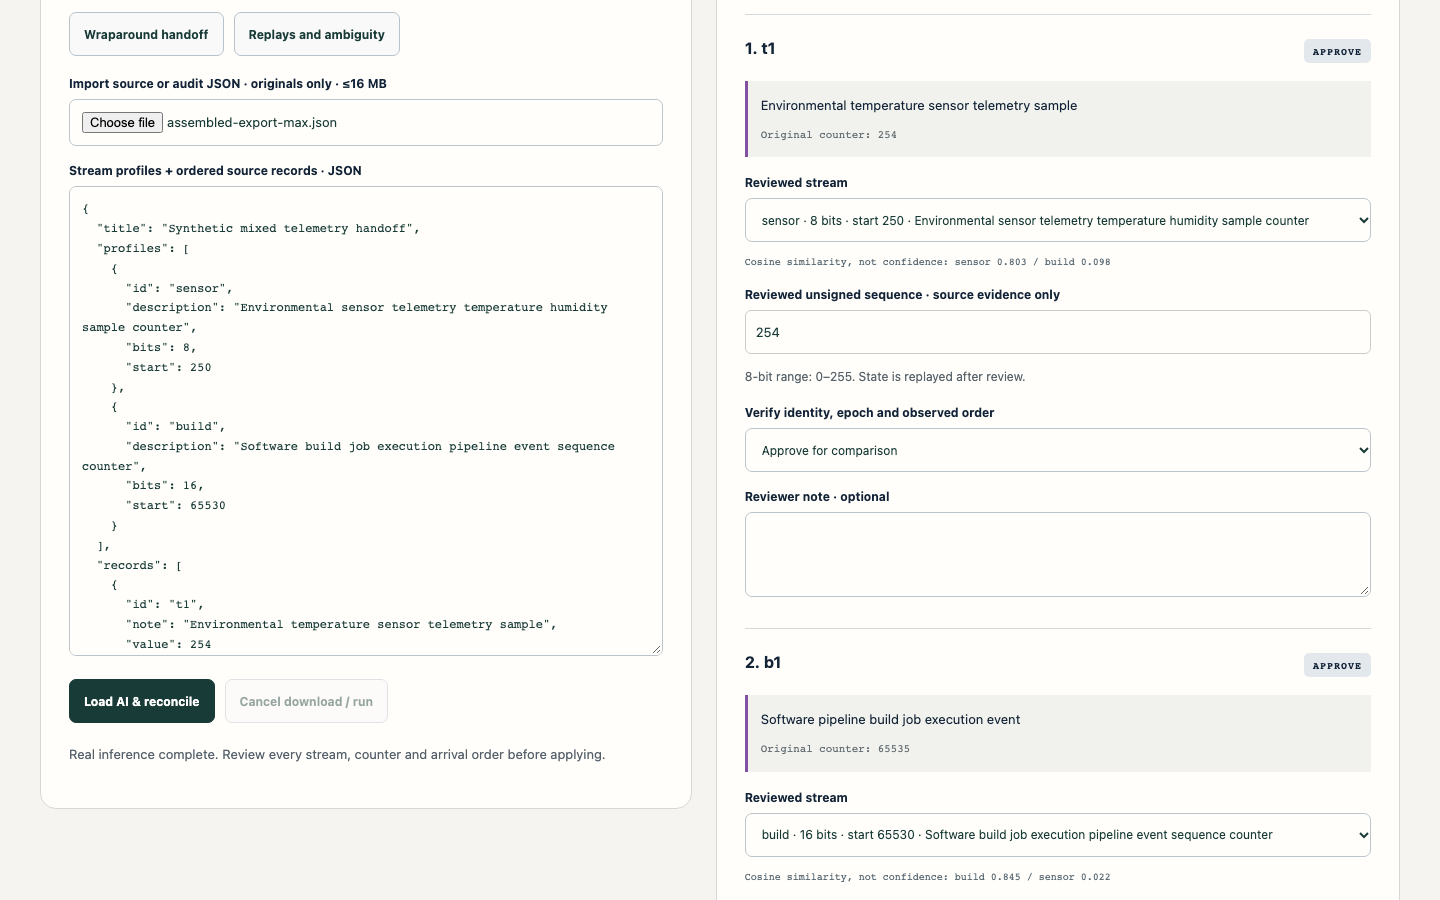 Wraparound handoff
Replays and ambiguity
Import source or audit JSON · originals only · ≤16 MB
Choose file assembled-export-max.json
Stream profiles + ordered source records · JSON
{
  "title": "Synthetic mixed telemetry handoff",
  "profiles": [
    {
      "id": "sensor",
      "description": "Environmental sensor telemetry temperature humidity
sample counter",
      "bits": 8,
      "start": 250
    },
    {
      "id": "build",
      "description": "Software build job execution pipeline event sequence
counter",
      "bits": 16,
      "start": 65530
    }
  ],
  "records": [
    {
      "id": "t1",
      "note": "Environmental temperature sensor telemetry sample",
      "value": 254
Load AI & reconcile
Cancel download / run
Real inference complete. Review every stream, counter and arrival order before applying.
1. t1
APPROVE
Environmental temperature sensor telemetry sample
Original counter: 254
Reviewed stream
sensor · 8 bits · start 250 · Environmental sensor telemetry temperature humidity sample counter
Cosine similarity, not confidence: sensor 0.803 / build 0.098
Reviewed unsigned sequence · source evidence only
254
8-bit range: 0–255. State is replayed after review.
Verify identity, epoch and observed order
Approve for comparison
Reviewer note · optional
2. b1
APPROVE
Software pipeline build job execution event
Original counter: 65535
Reviewed stream
build · 16 bits · start 65530 · Software build job execution pipeline event sequence counter
Cosine similarity, not confidence: build 0.845 / sensor 0.022